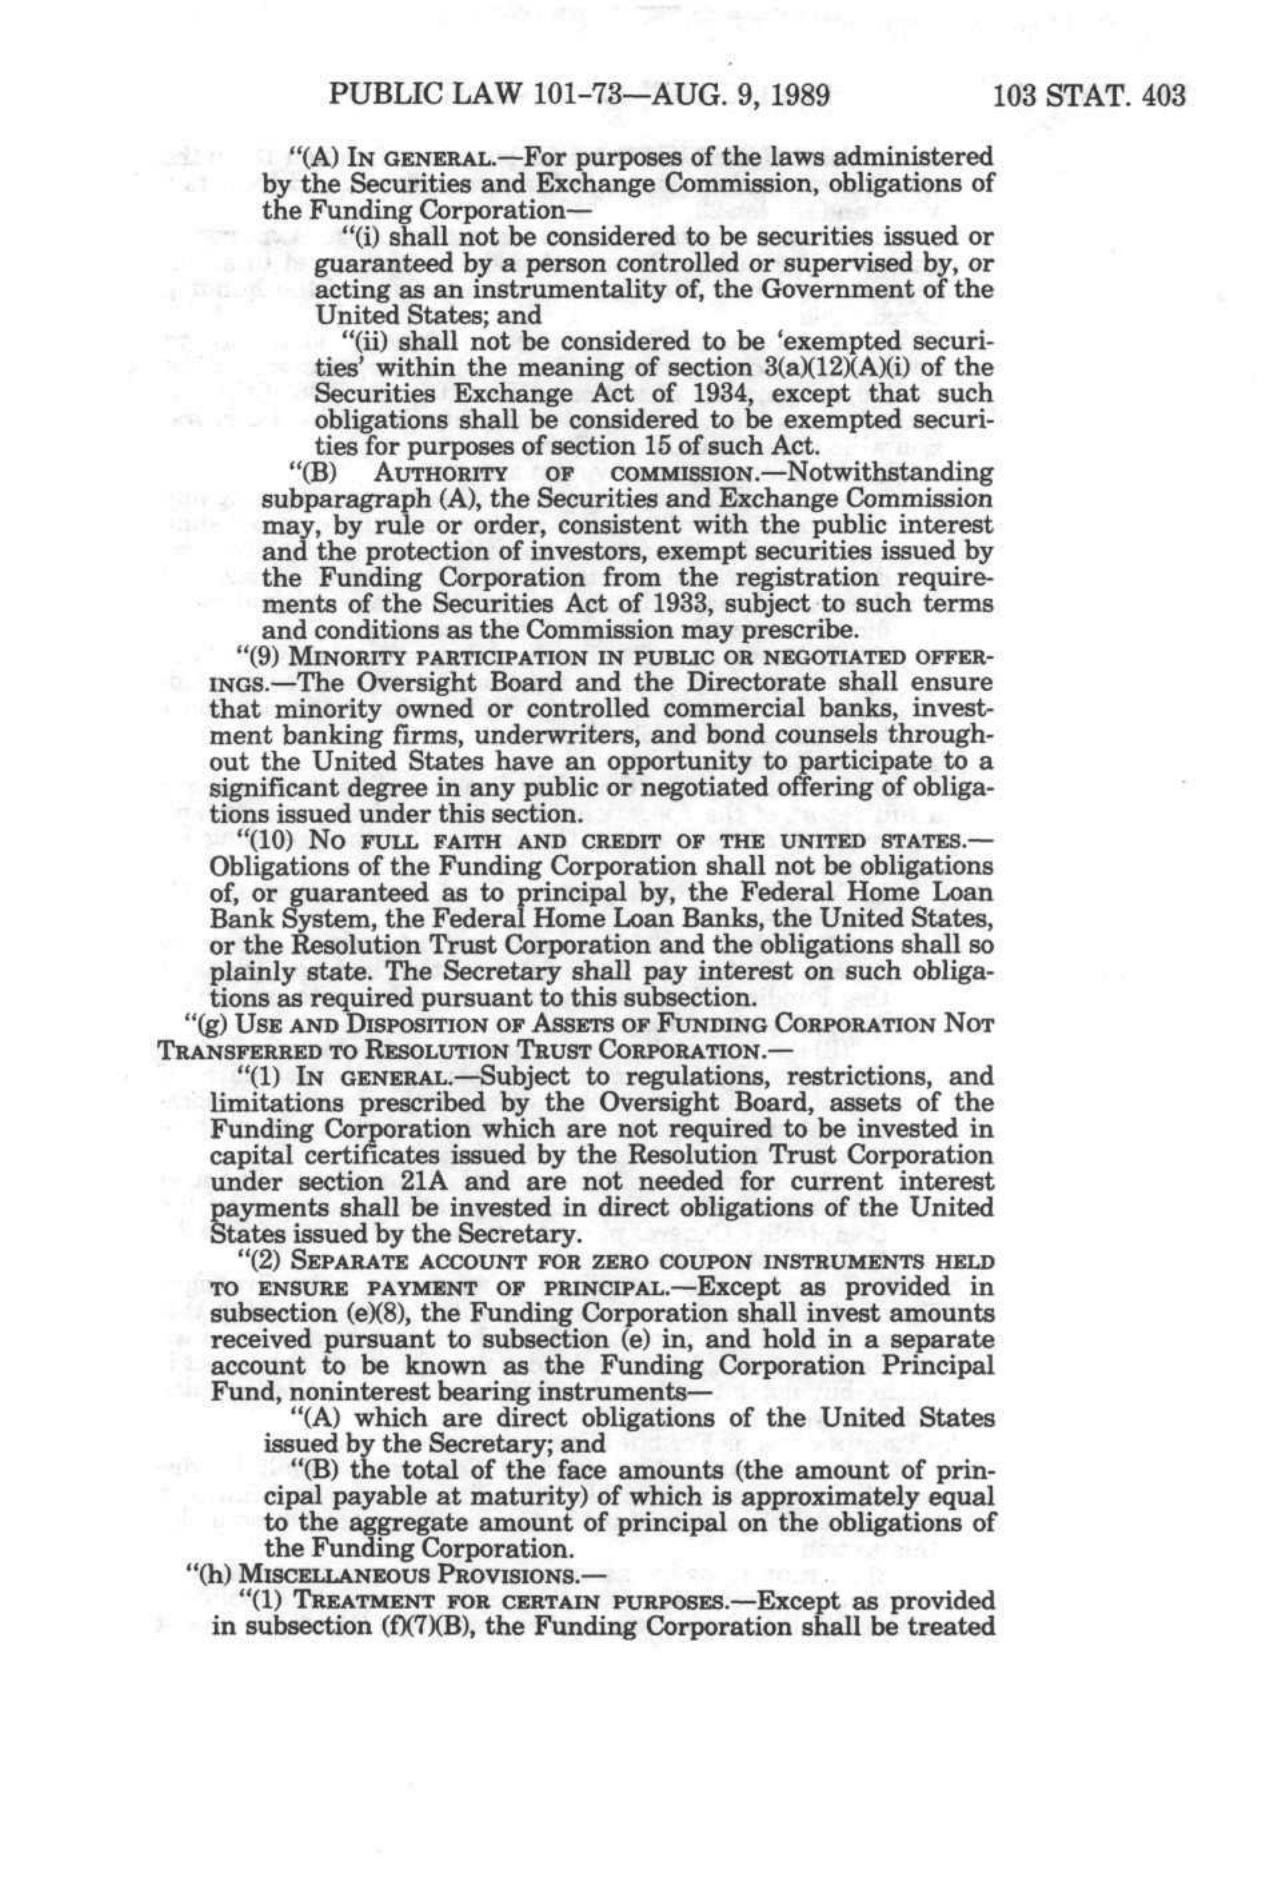 PUBLIC LAW 101–73—AUG. 9, 1989 103 STAT. 403
"(A) IN GENERAL.—For purposes of the laws administered
by the Securities and Exchange Commission, obligations of
the Funding Corporation—
"(i) shall not be considered to be securities issued or
guaranteed by a person controlled or supervised by, or
acting as an instrumentality of, the Government of the
United States; and
"(ii) shall not be considered to be 'exempted securi-
ties' within the meaning of section 3(a)(12)(A)(i) of the
Securities Exchange Act of 1934, except that such
obligations shall be considered to be exempted securi-
ties for purposes of section 15 of such Act.
"(B) AUTHORITY OF COMMISSION.—Notwithstanding
subparagraph (A), the Securities and Exchange Commission
may, by rule or order, consistent with the public interest
and the protection of investors, exempt securities issued by
the Funding Corporation from the registration require-
ments of the Securities Act of 1933, subject to such terms
and conditions as the Commission may prescribe.
"(9) MINORITY PARTICIPATION IN PUBLIC OR NEGOTIATED OFFER-
INGS.—The Oversight Board and the Directorate shall ensure
that minority owned or controlled commercial banks, invest-
ment banking firms, underwriters, and bond counsels through-
out the United States have an opportunity to participate to a
significant degree in any public or negotiated offering of obliga-
tions issued under this section.
"(10) NO FULL FAITH AND CREDIT OF THE UNITED STATES.—
Obligations of the Funding Corporation shall not be obligations
of, or guaranteed as to principal by, the Federal Home Loan
Bank System, the Federal Home Loan Banks, the United States,
or the Resolution Trust Corporation and the obligations shall so
plainly state. The Secretary shall pay interest on such obliga-
tions as required pursuant to this subsection.
"(g) USE AND DISPOSITION OF ASSETS OF FUNDING CORPORATION NOT
TRANSFERRED TO RESOLUTION TRUST CORPORATION.—
"(1) IN GENERAL.—Subject to regulations, restrictions, and
limitations prescribed by the Oversight Board, assets of the
Funding Corporation which are not required to be invested in
capital certificates issued by the Resolution Trust Corporation
under section 21A and are not needed for current interest
payments shall be invested in direct obligations of the United
States issued by the Secretary.
"(2) SEPARATE ACCOUNT FOR ZERO COUPON INSTRUMENTS HELD
TO ENSURE PAYMENT OF PRINCIPAL.—Except as provided in
subsection (e)(8), the Funding Corporation shall invest amounts
received pursuant to subsection (e) in, and hold in a separate
account to be known as the Funding Corporation Principal
Fund, noninterest bearing instruments—
"(A) which are direct obligations of the United States
issued by the Secretary; and
"(B) the total of the face amounts (the amount of prin-
cipal payable at maturity) of which is approximately equal
to the aggregate amount of principal on the obligations of
the Funding Corporation.
"(h) MISCELLANEOUS PROVISIONS.—
"(1) TREATMENT FOR CERTAIN PURPOSES.—Except as provided
in subsection (f)(7)(B), the Funding Corporation shall be treated